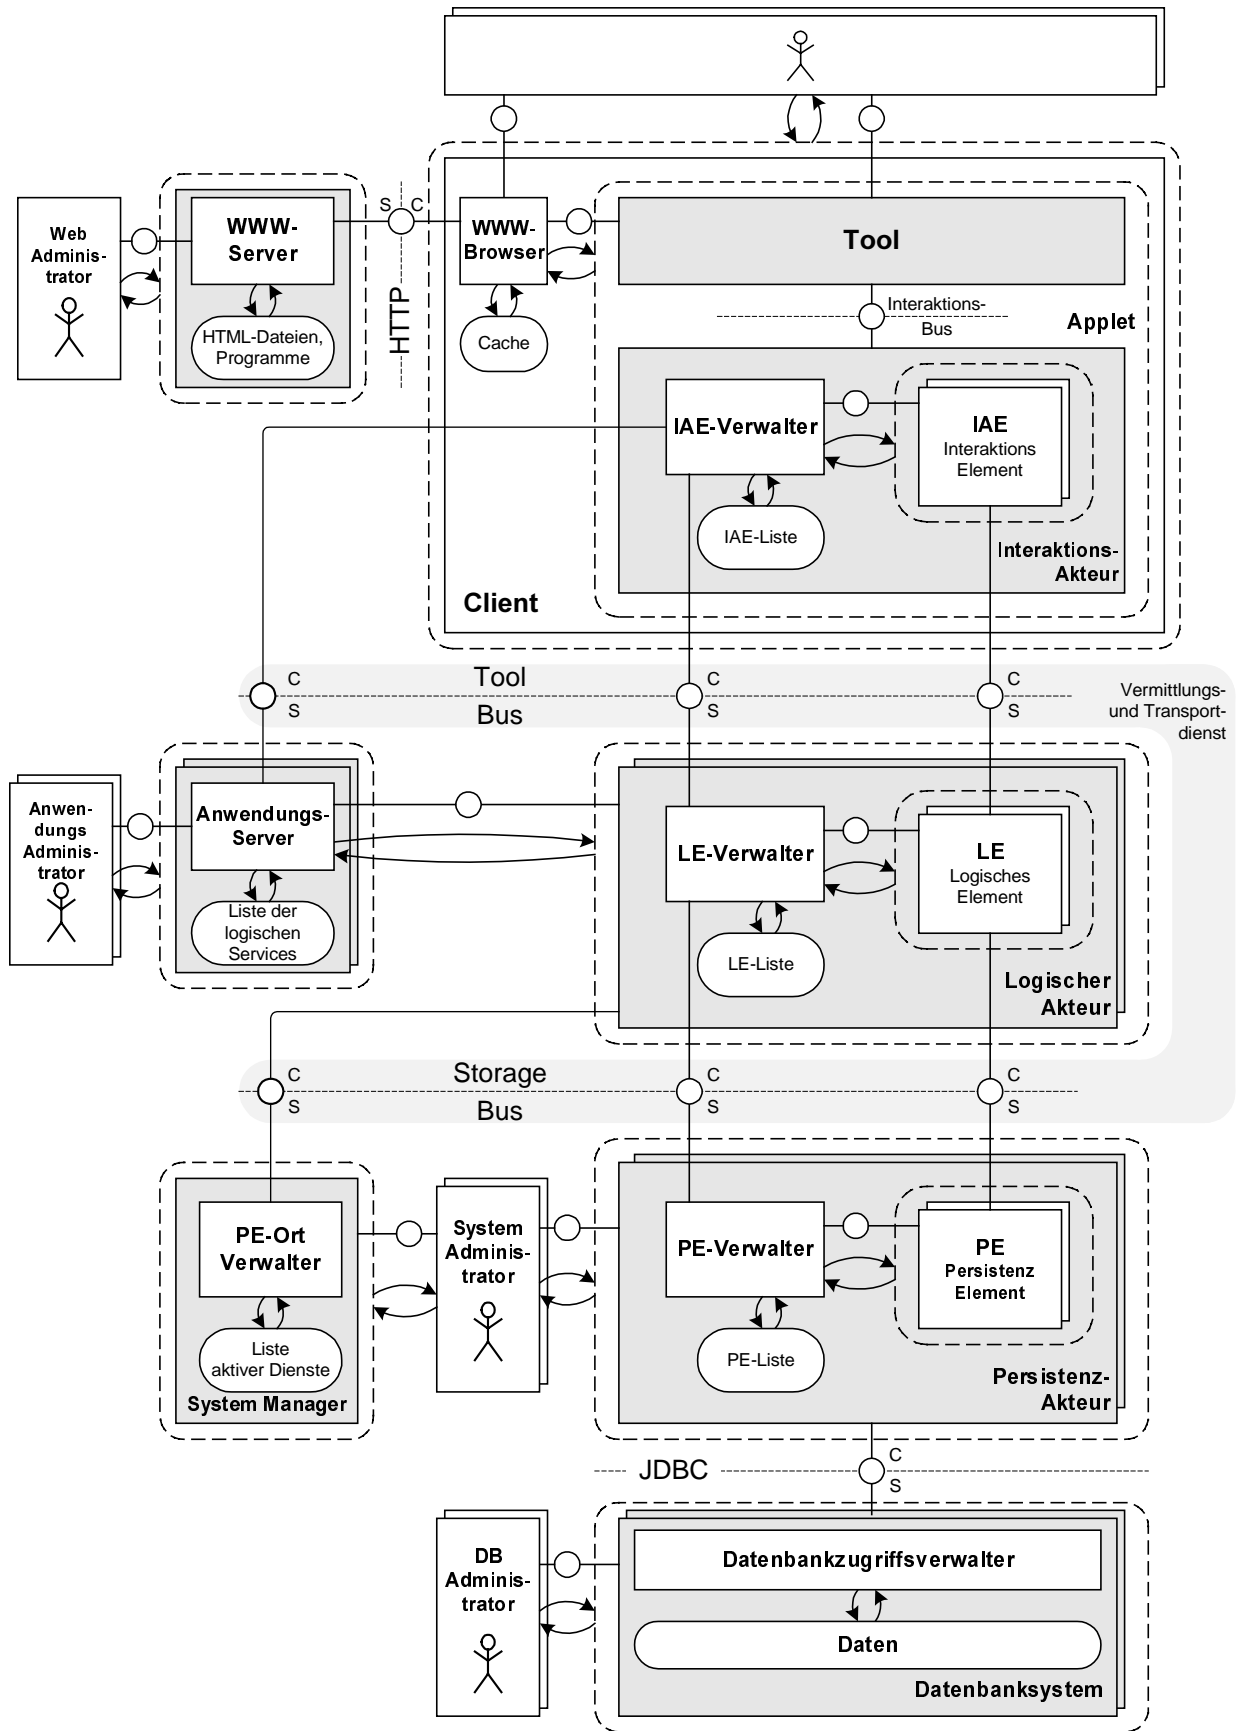 Web
Adminis-
trator
WWW-
Server
HTML-Dateien,
Programme
S
C
HTTP
WWW-
Browser
Cache
Tool
Interaktions-
Bus
Applet
IAE-Verwalter
IAE-Liste
IAE
Interaktions
Element
Interaktions-
Akteur
Client
C
S
Tool
Bus
C
S
C
S
Vermittlungs-
und Transport-
dienst
Anwen-
dungs
Adminis-
trator
Anwendungs-
Server
Liste der
logischen
Services
LE-Verwalter
LE-Liste
LE
Logisches
Element
Logischer
Akteur
C
S
Storage
Bus
C
S
C
S
PE-Ort
Verwalter
Liste
aktiver Dienste
System Manager
System
Adminis-
trator
PE-Verwalter
PE-Liste
PE
Persistenz
Element
Persistenz-
Akteur
JDBC
C
S
DB
Adminis-
trator
Datenbankzugriffsverwalter
Daten
Datenbanksystem